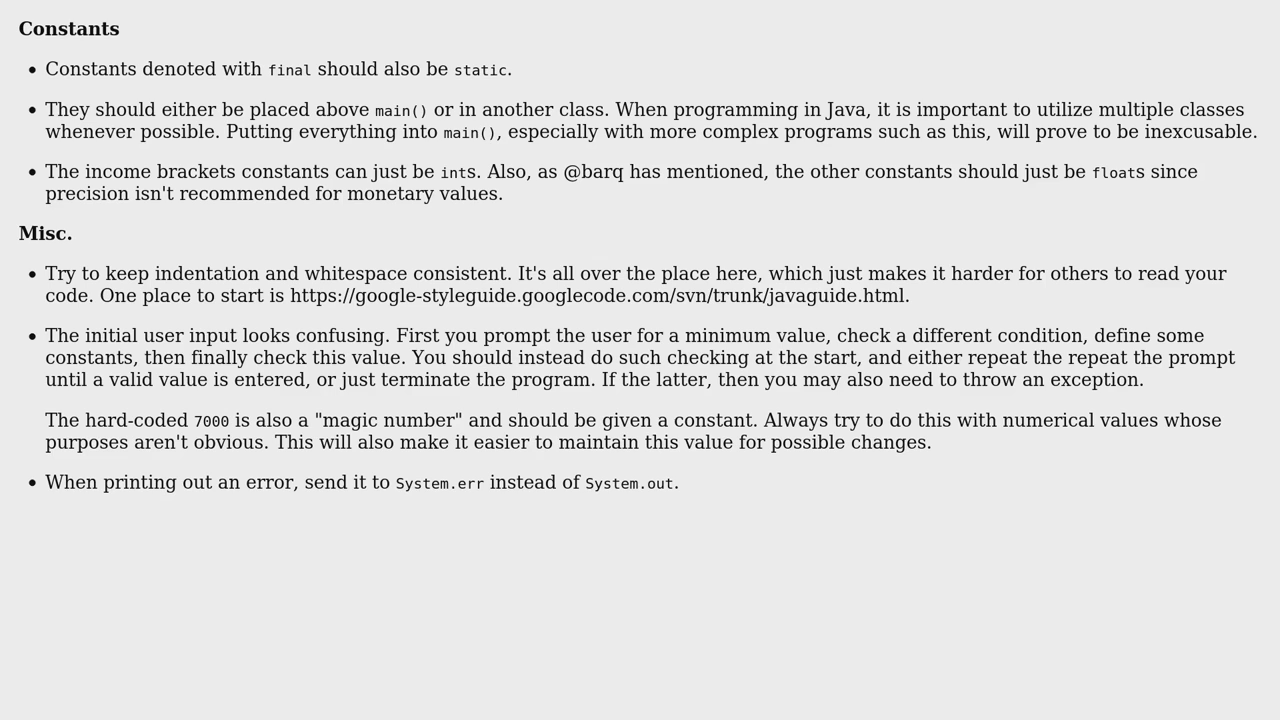 Constants
• Constants denoted with final should also be static.
• They should either be placed above main() or in another class. When programming in Java, it is important to utilize multiple classes
whenever possible. Putting everything into main(), especially with more complex programs such as this, will prove to be inexcusable.
• The income brackets constants can just be ints. Also, as @barq has mentioned, the other constants should just be floats since
precision isn't recommended for monetary values.
Misc.
• Try to keep indentation and whitespace consistent. It's all over the place here, which just makes it harder for others to read your
code. One place to start is https://google-styleguide.googlecode.com/svn/trunk/javaguide.html.
• The initial user input looks confusing. First you prompt the user for a minimum value, check a different condition, define some
constants, then finally check this value. You should instead do such checking at the start, and either repeat the repeat the prompt
until a valid value is entered, or just terminate the program. If the latter, then you may also need to throw an exception.
The hard-coded 7000 is also a "magic number" and should be given a constant. Always try to do this with numerical values whose
purposes aren't obvious. This will also make it easier to maintain this value for possible changes.
• When printing out an error, send it to System.err instead of System.out.